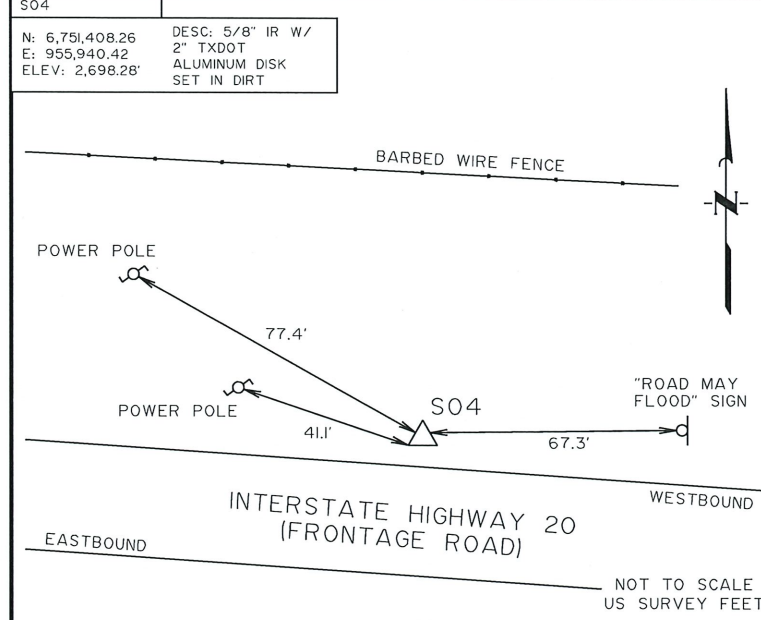 S04
N: 6,751,408.26
E: 955,940.42
ELEV: 2,698.28'
DESC: 5/8" IR W/
2" TXDOT
ALUMINUM DISK
SET IN DIRT
BARBED WIRE FENCE
N
POWER POLE
77.4'
POWER POLE
41.1'
S04
67.3'
"ROAD MAY
FLOOD" SIGN
WESTBOUND
INTERSTATE HIGHWAY 20
(FRONTAGE ROAD)
EASTBOUND
NOT TO SCALE
US SURVEY FEET